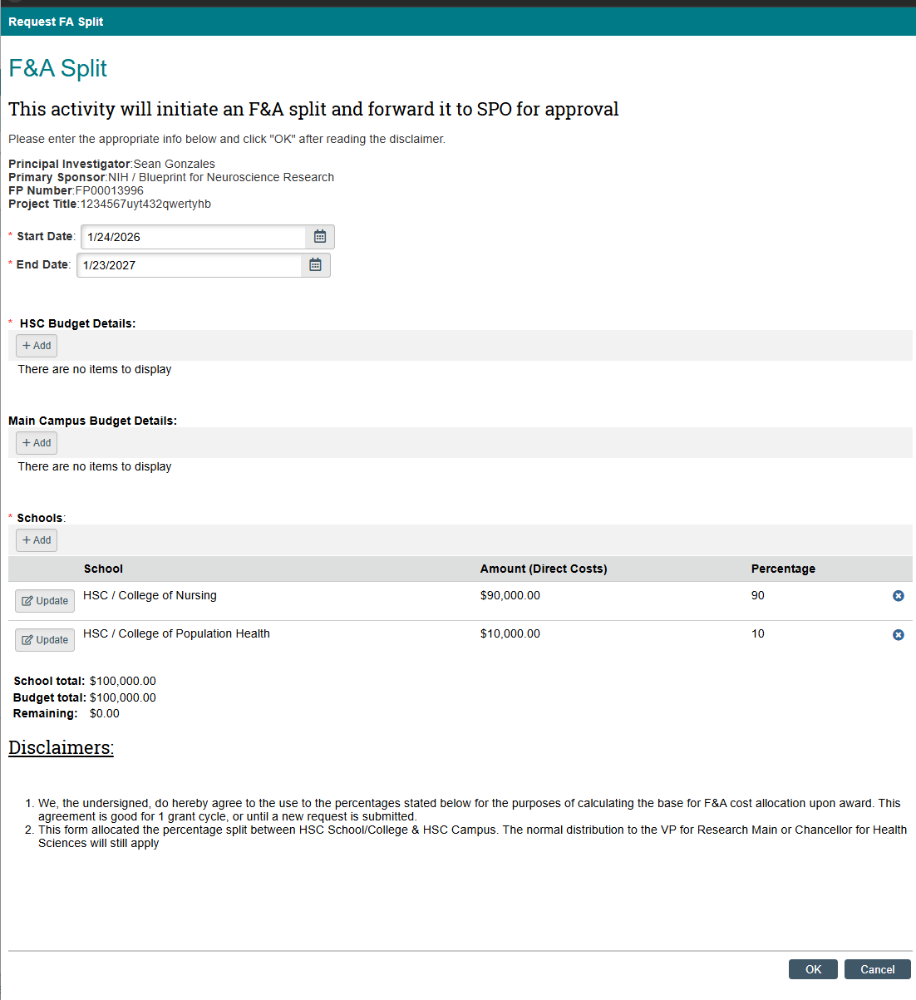 Request FA Split
F&A Split
This activity will initiate an F&A split and forward it to SPO for approval
Please enter the appropriate info below and click "OK" after reading the disclaimer.
Principal Investigator:Sean Gonzales
Primary Sponsor:NIH / Blueprint for Neuroscience Research
FP Number:FP00013996
Project Title:1234567uyt432qwertyhb
* Start Date: 1/24/2026
* End Date: 1/23/2027
* HSC Budget Details:
+ Add
There are no items to display
Main Campus Budget Details:
+ Add
There are no items to display
* Schools:
+ Add
School Amount (Direct Costs) Percentage
Update HSC / College of Nursing $90,000.00 90
Update HSC / College of Population Health $10,000.00 10
School total: $100,000.00
Budget total: $100,000.00
Remaining: $0.00
Disclaimers:
1. We, the undersigned, do hereby agree to the use to the percentages stated below for the purposes of calculating the base for F&A cost allocation upon award. This
agreement is good for 1 grant cycle, or until a new request is submitted.
2. This form allocated the percentage split between HSC School/College & HSC Campus. The normal distribution to the VP for Research Main or Chancellor for Health
Sciences will still apply
OK Cancel